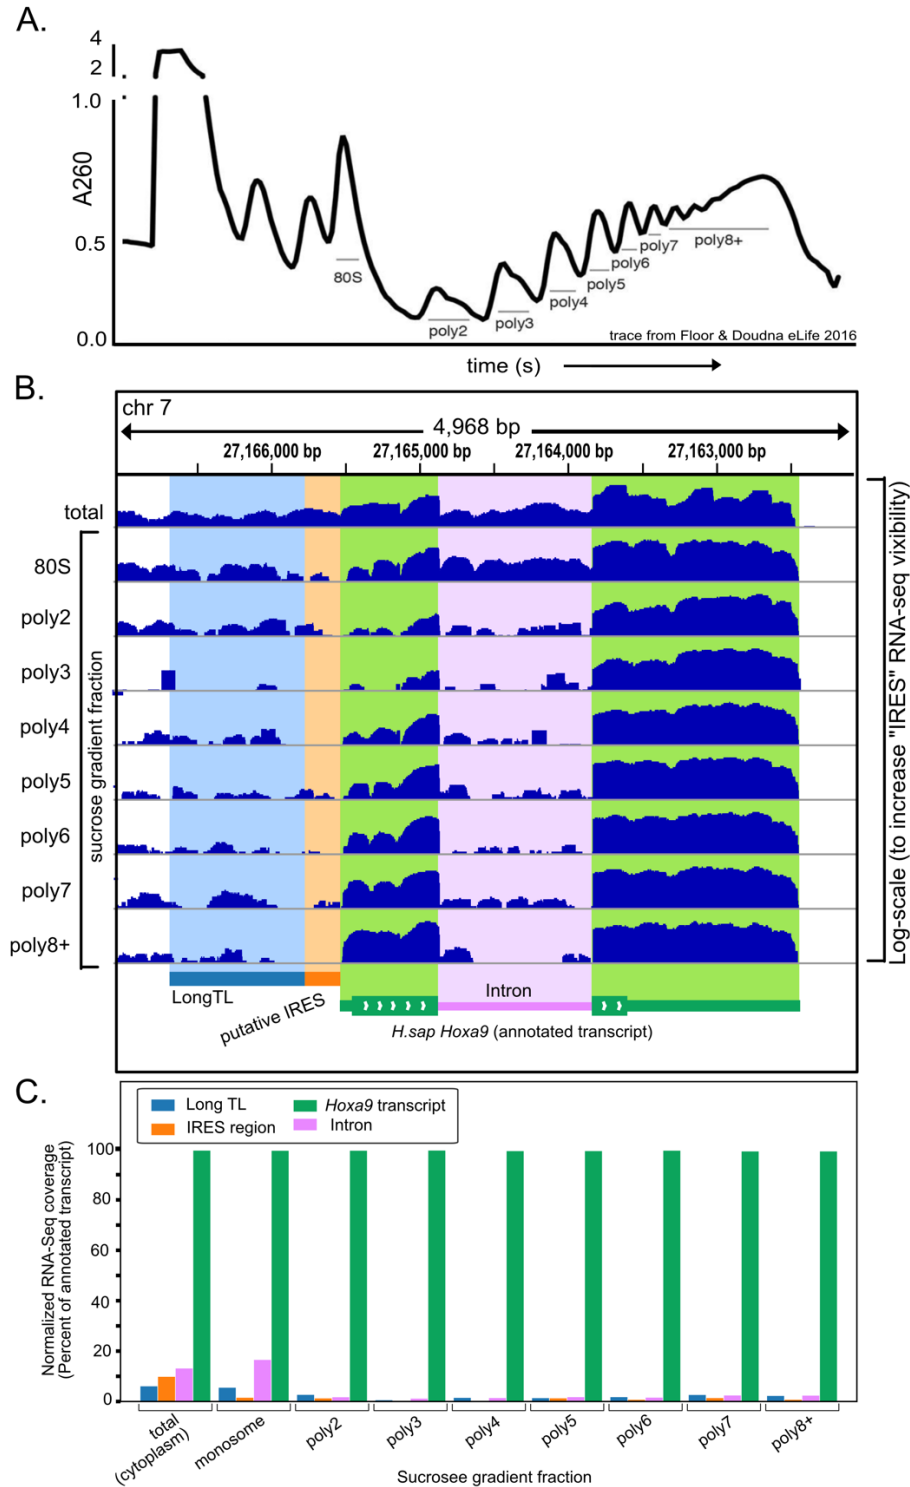 A.
4
2
1.0
A260
0.5
0.0
80S
poly2
poly3
poly4
poly5
poly6
poly7
poly8+
trace from Floor & Doudna eLife 2016
time (s)
B.
chr 7
4,968 bp
27,166,000 bp
27,165,000 bp
27,164,000 bp
27,163,000 bp
total
80S
poly2
poly3
poly4
poly5
poly6
poly7
poly8+
sucrose gradient fraction
Log-scale (to increase "IRES" RNA-seq vixibility)
LongTL
putative IRES
Intron
H.sap Hoxa9 (annotated transcript)
C.
Long TL
IRES region
Hoxa9 transcript
Intron
Normalized RNA-Seq coverage
(Percent of annotated transcript)
100
80
60
40
20
0
total
(cytoplasm)
monosome
poly2
poly3
poly4
poly5
poly6
poly7
poly8+
Sucrosee gradient fraction